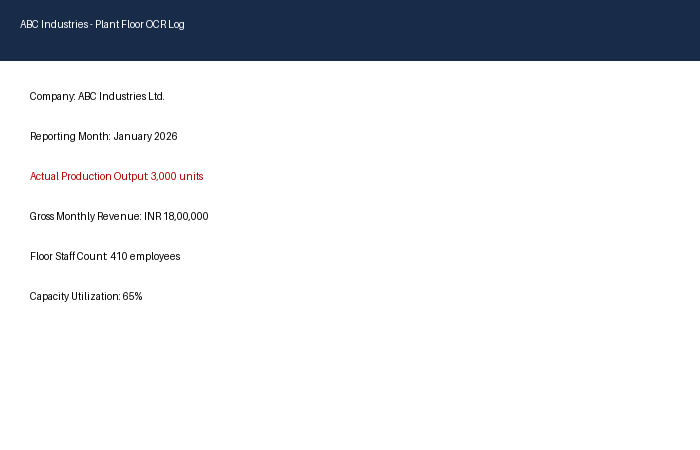 ABC Industries - Plant Floor OCR Log
Company: ABC Industries Ltd.
Reporting Month: January 2026
Actual Production Output: 3,000 units
Gross Monthly Revenue: INR 18,00,000
Floor Staff Count: 410 employees
Capacity Utilization: 65%